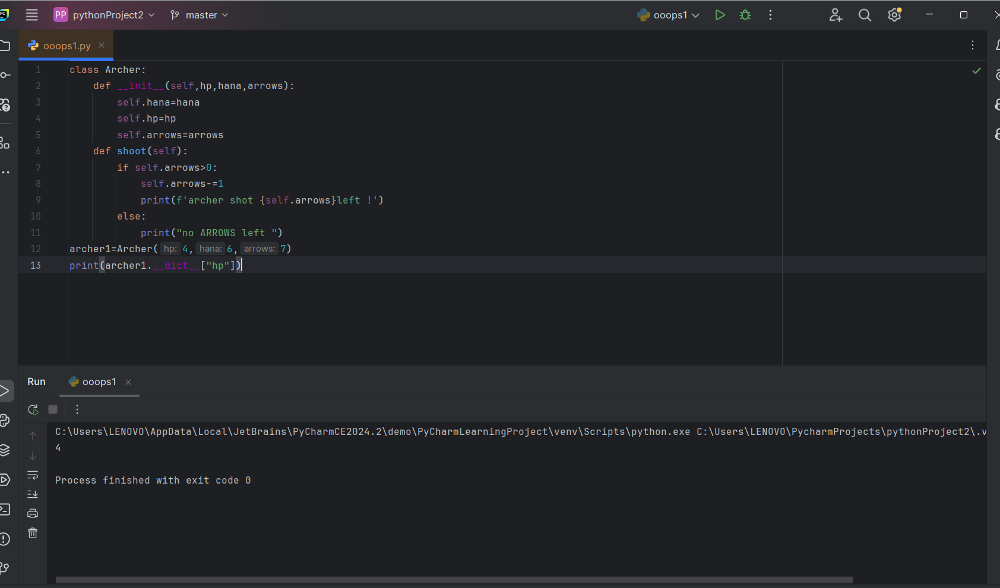 PC
PP pythonProject2 master ooops1
ooops1.py
1 class Archer:
2     def __init__(self,hp,hana,arrows):
3         self.hana=hana
4         self.hp=hp
5         self.arrows=arrows
6     def shoot(self):
7         if self.arrows>0:
8             self.arrows-=1
9             print(f'archer shot {self.arrows}left !')
10         else:
11             print("no ARROWS left ")
12 archer1=Archer( hp: 4, hana: 6, arrows: 7)
13 print(archer1.__dict__["hp"])
Run ooops1
C:\Users\LENOVO\AppData\Local\JetBrains\PyCharmCE2024.2\demo\PyCharmLearningProject\venv\Scripts\python.exe C:\Users\LENOVO\PycharmProjects\pythonProject2\.v
4
Process finished with exit code 0